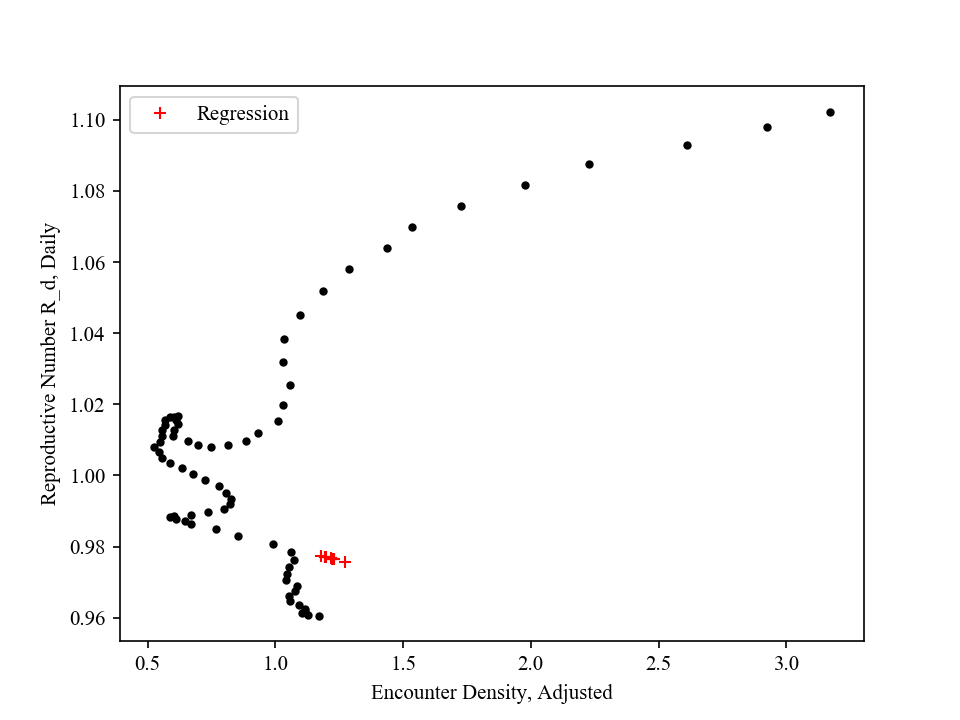 Regression
1.10
1.08
1.06
1.04
1.02
1.00
0.98
0.96
Reproductive Number R_d, Daily
0.5 1.0 1.5 2.0 2.5 3.0
Encounter Density, Adjusted